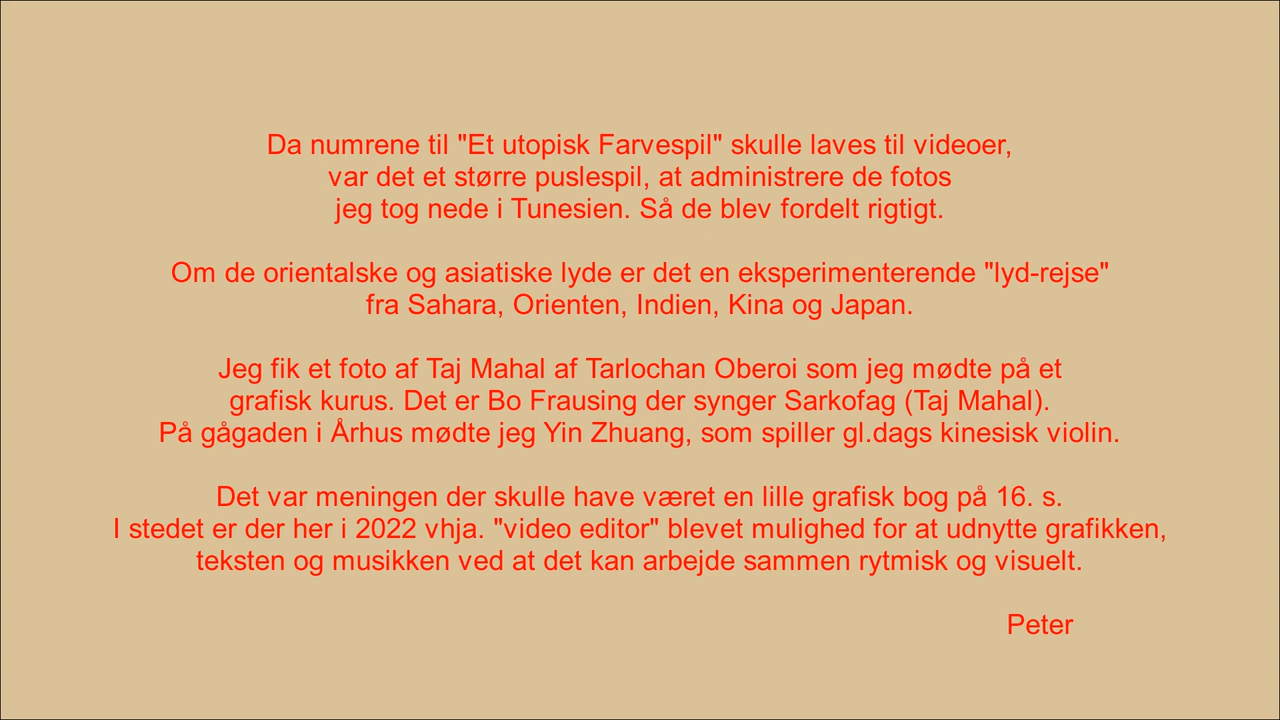 Da numrene til "Et utopisk Farvespil" skulle laves til videoer,
var det et større puslespil, at administrere de fotos
jeg tog nede i Tunesien. Så de blev fordelt rigtigt.
Om de orientalske og asiatiske lyde er det en eksperimenterende "lyd-rejse"
fra Sahara, Orienten, Indien, Kina og Japan.
Jeg fik et foto af Taj Mahal af Tarlochan Oberoi som jeg mødte på et
grafisk kurus. Det er Bo Frausing der synger Sarkofag (Taj Mahal).
På gågaden i Århus mødte jeg Yin Zhuang, som spiller gl.dags kinesisk violin.
Det var meningen der skulle have været en lille grafisk bog på 16. s.
I stedet er der her i 2022 vhja. "video editor" blevet mulighed for at udnytte grafikken,
teksten og musikken ved at det kan arbejde sammen rytmisk og visuelt.
Peter